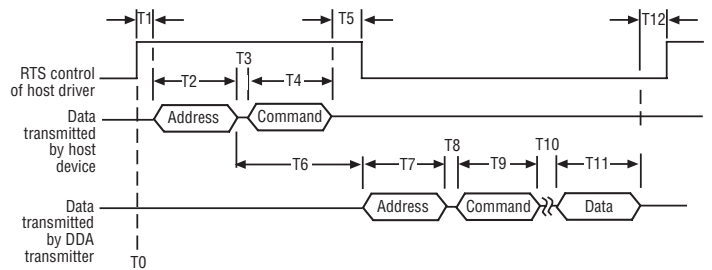 T1
T5
T12
T3
RTS control
of host driver
T2
T4
Data
transmitted
by host
device
Address
Command
T8
T10
T6
T7
T9
T11
Data
transmitted
by DDA
transmitter
Address
Command
Data
T0